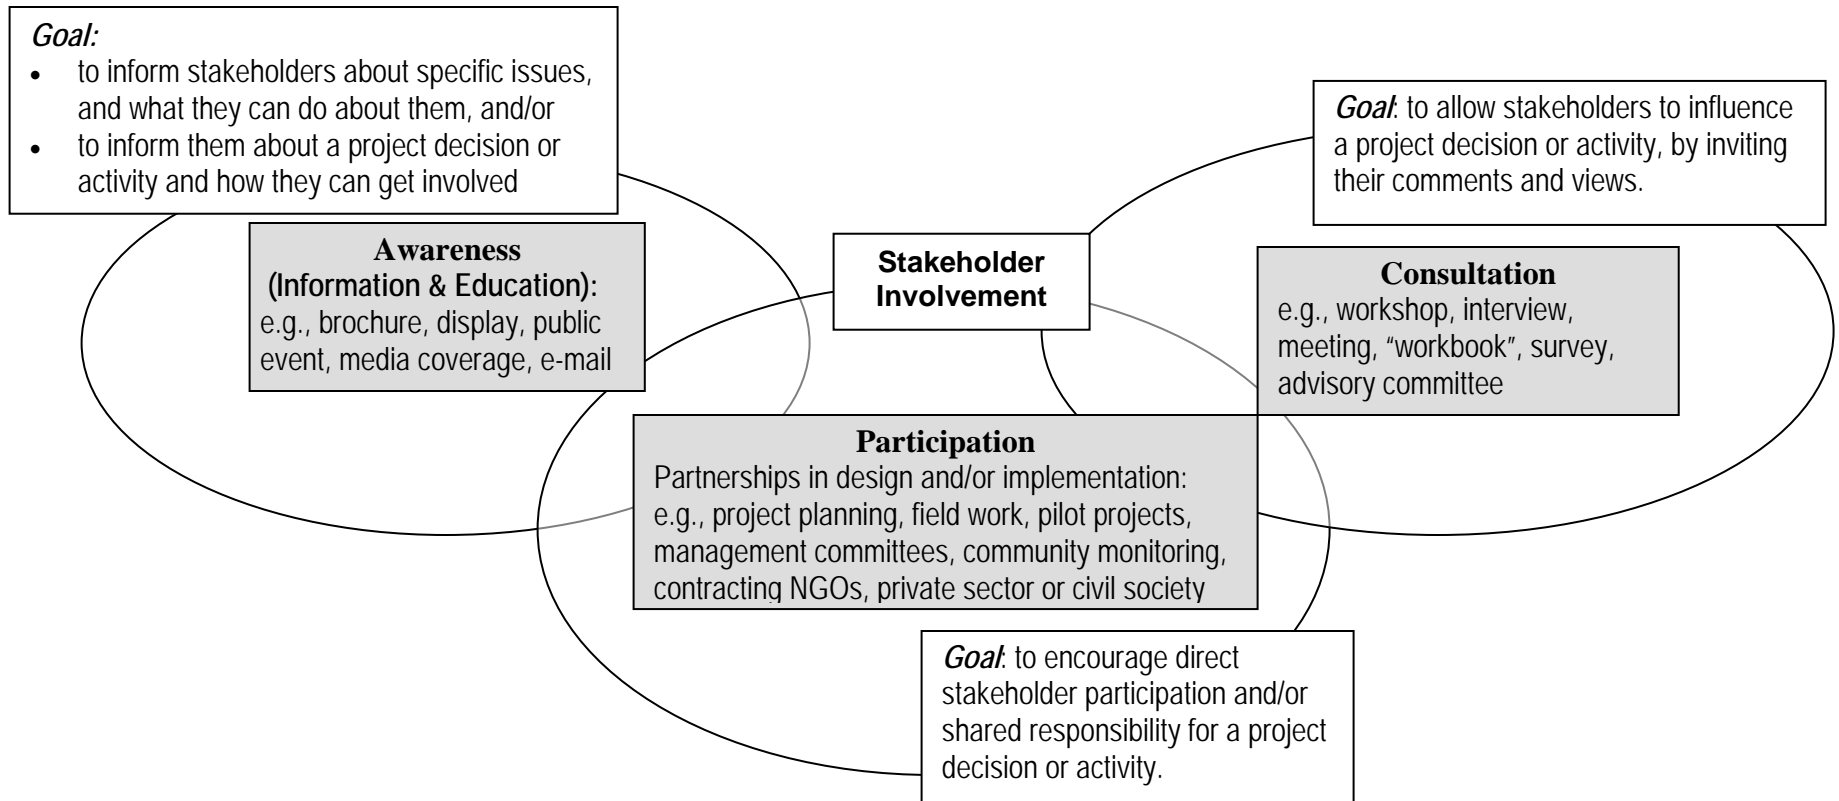 Goal:
• to inform stakeholders about specific issues,
and what they can do about them, and/or
• to inform them about a project decision or
activity and how they can get involved
Goal: to allow stakeholders to influence
a project decision or activity, by inviting
their comments and views.
Awareness
(Information & Education):
e.g., brochure, display, public
event, media coverage, e-mail
Stakeholder
Involvement
Consultation
e.g., workshop, interview,
meeting, “workbook”, survey,
advisory committee
Participation
Partnerships in design and/or implementation:
e.g., project planning, field work, pilot projects,
management committees, community monitoring,
contracting NGOs, private sector or civil society
Goal: to encourage direct
stakeholder participation and/or
shared responsibility for a project
decision or activity.